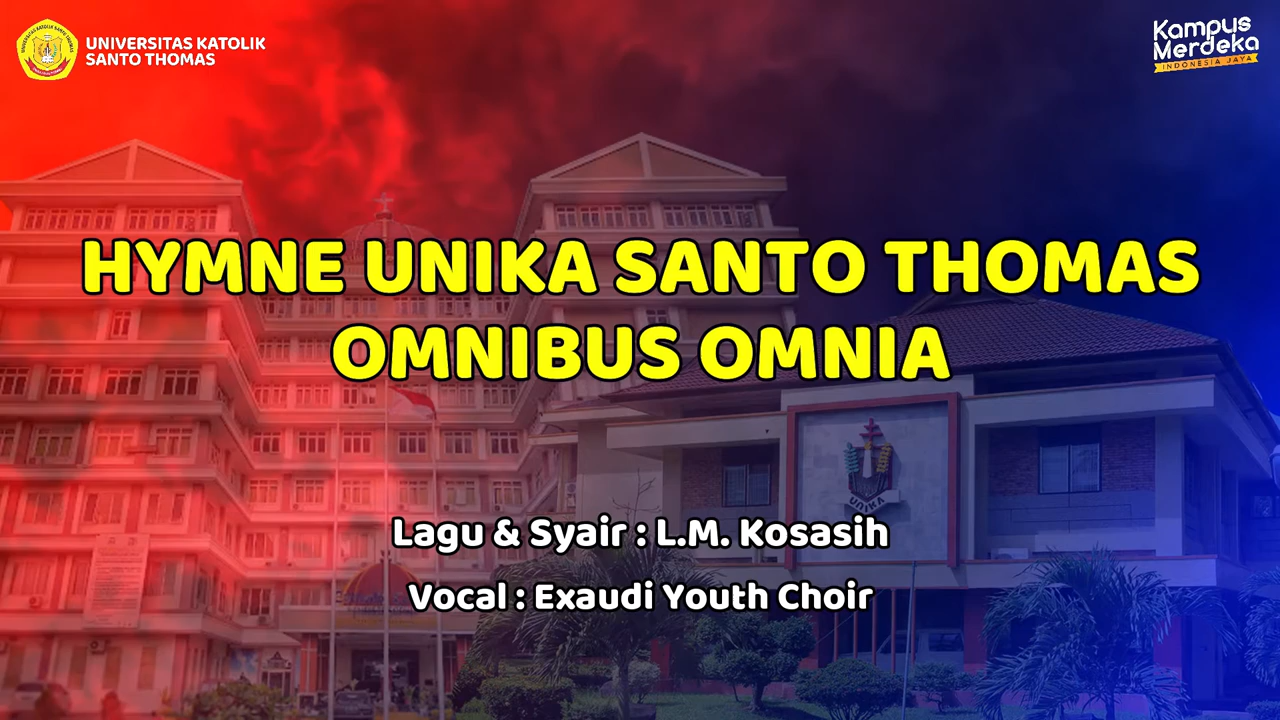 UNIVERSITAS KATOLIK
SANTO THOMAS
Kampus
Merdeka
INDONESIA JAYA
HYMNE UNIKA SANTO THOMAS
OMNIBUS OMNIA
UNIKA
Lagu & Syair : L.M. Kosasih
Vocal : Exaudi Youth Choir